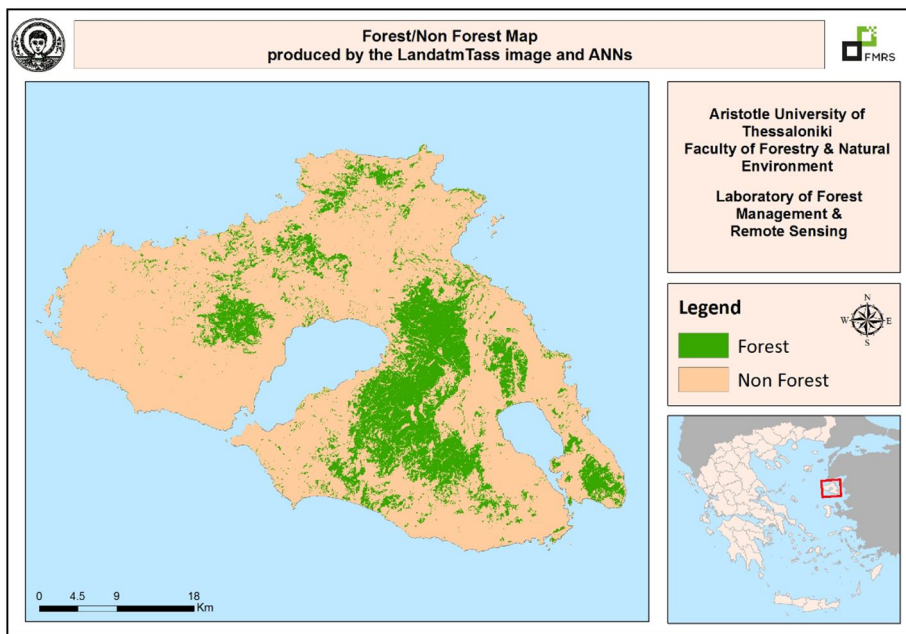 Forest/Non Forest Map
produced by the LandatmTass image and ANNs
FMRS
Aristotle University of
Thessaloniki
Faculty of Forestry & Natural
Environment
Laboratory of Forest
Management &
Remote Sensing
Legend
N
W E
S
Forest
Non Forest
0 4.5 9 18
Km